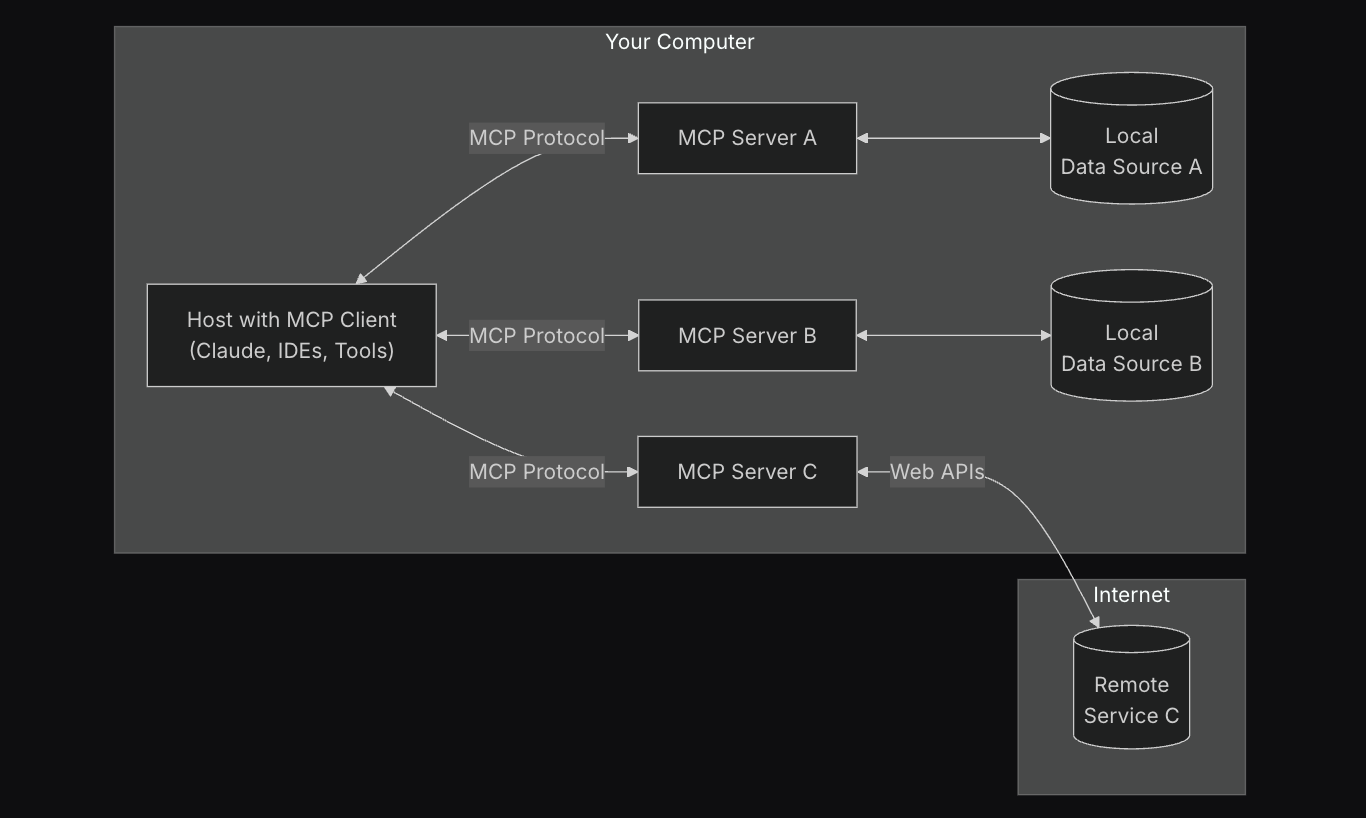 Your Computer
MCP Protocol
MCP Server A
Local
Data Source A
Host with MCP Client
(Claude, IDEs, Tools)
MCP Protocol
MCP Server B
Local
Data Source B
MCP Protocol
MCP Server C
Web APIs
Internet
Remote
Service C